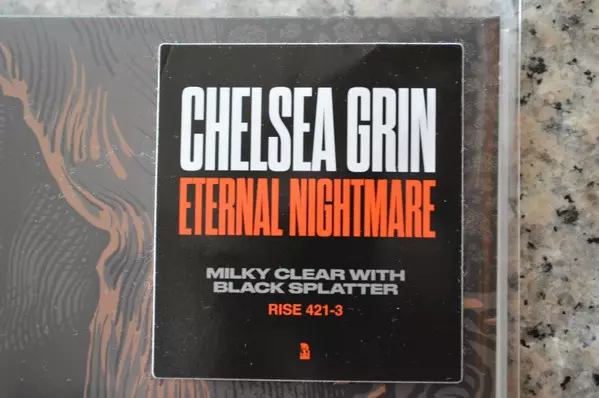 CHELSEA GRIN
ETERNAL NIGHTMARE
MILKY CLEAR WITH
BLACK SPLATTER
RISE 421-3